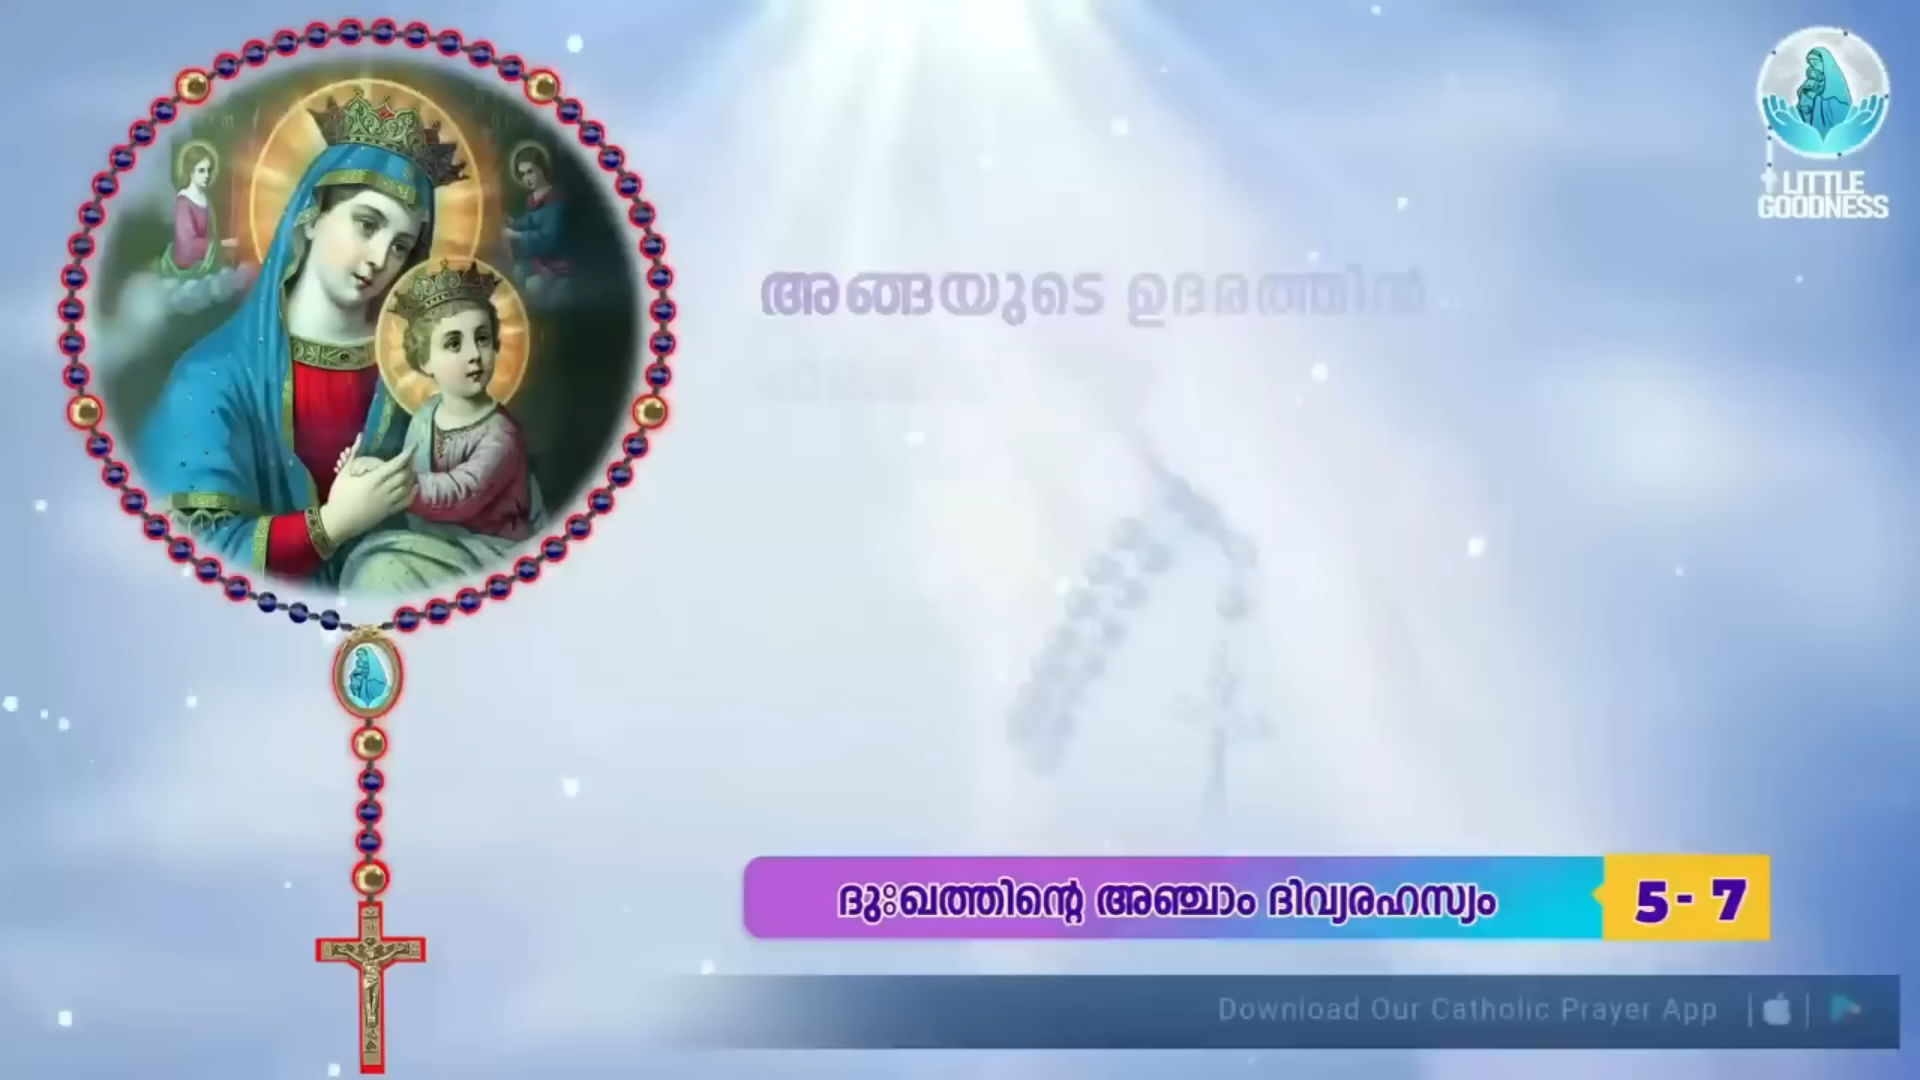 LITTLE
GOODNESS
അങ്ങയുടെ ഉദരത്തിൻ
ദുഃഖത്തിന്റെ അഞ്ചാം ദിവ്യരഹസ്യം
5 - 7
Download Our Catholic Prayer App